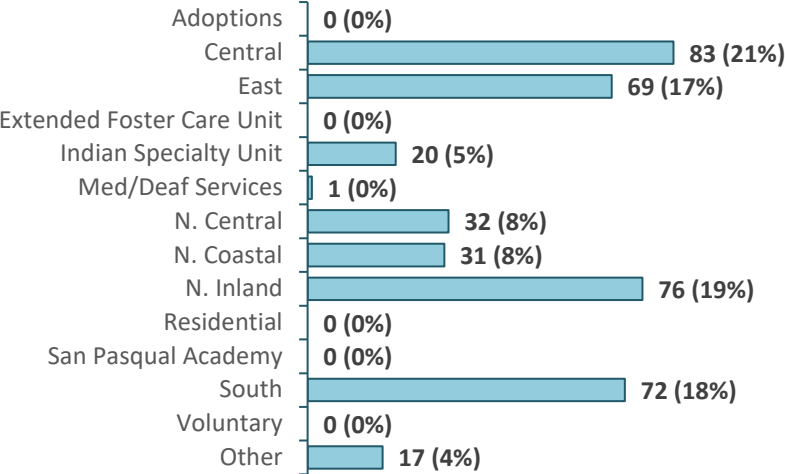 Adoptions 0 (0%)
Central 83 (21%)
East 69 (17%)
Extended Foster Care Unit 0 (0%)
Indian Specialty Unit 20 (5%)
Med/Deaf Services 1 (0%)
N. Central 32 (8%)
N. Coastal 31 (8%)
N. Inland 76 (19%)
Residential 0 (0%)
San Pasqual Academy 0 (0%)
South 72 (18%)
Voluntary 0 (0%)
Other 17 (4%)